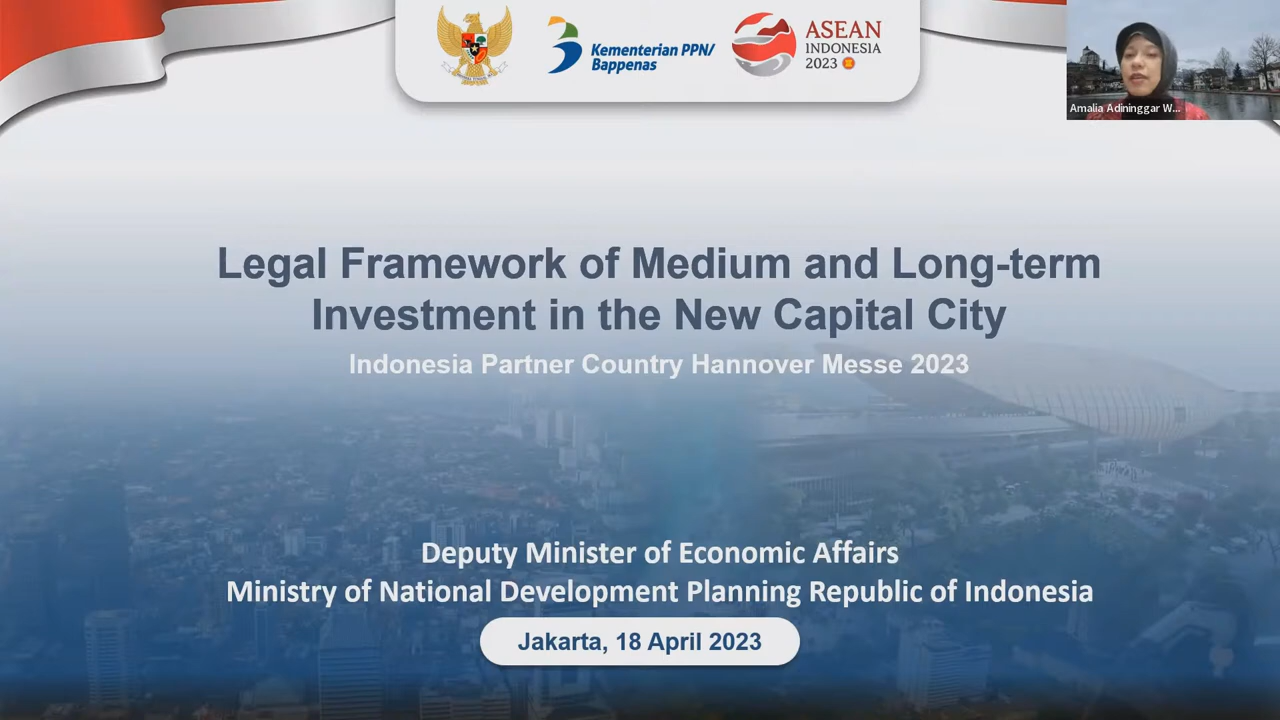 Kementerian PPN/
Bappenas
ASEAN
INDONESIA
2023
Amalia Adininggar W...
Legal Framework of Medium and Long-term
Investment in the New Capital City
Indonesia Partner Country Hannover Messe 2023
Deputy Minister of Economic Affairs
Ministry of National Development Planning Republic of Indonesia
Jakarta, 18 April 2023